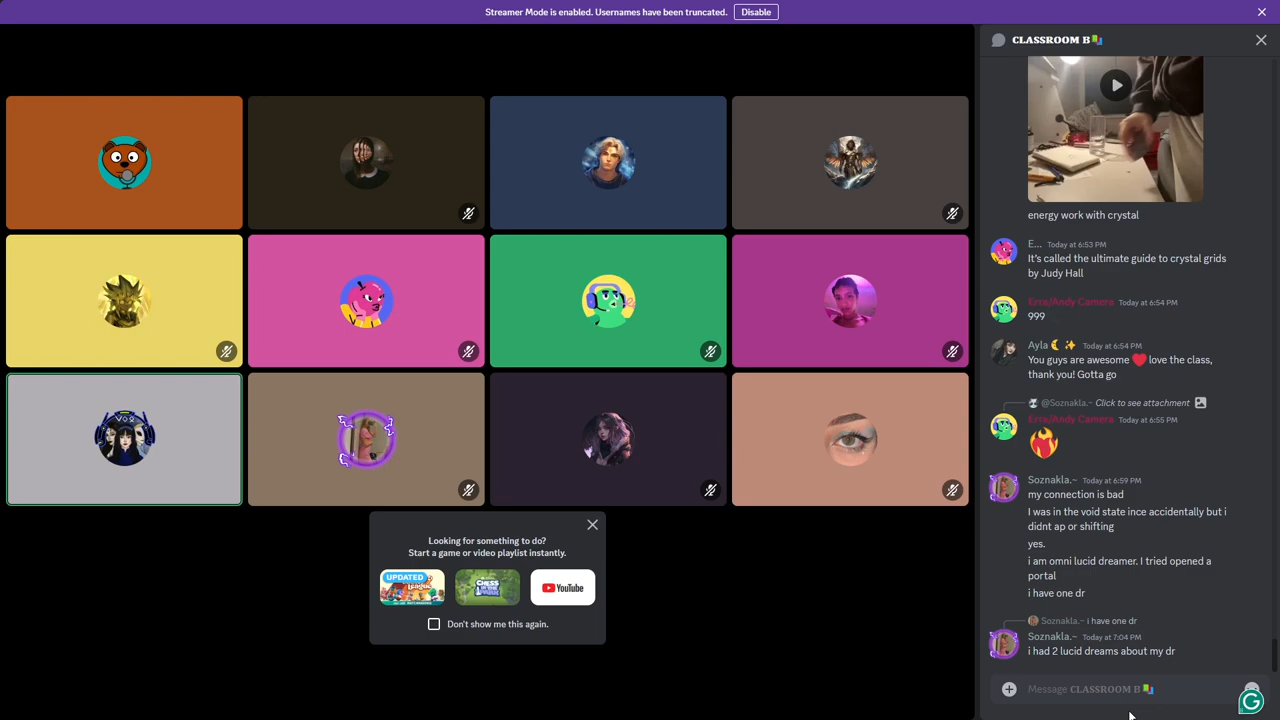 Streamer Mode is enabled. Usernames have been truncated. Disable
CLASSROOM B
energy work with crystal
E... Today at 6:53 PM
It's called the ultimate guide to crystal grids
by Judy Hall
Erra/Andy Camera Today at 6:54 PM
999
Ayla Today at 6:54 PM
You guys are awesome love the class,
thank you! Gotta go
@Soznakla.~ Click to see attachment
Erra/Andy Camera Today at 6:55 PM
Soznakla.~ Today at 6:59 PM
my connection is bad
I was in the void state ince accidentally but i
didnt ap or shifting
yes.
i am omni lucid dreamer. I tried opened a
portal
i have one dr
Soznakla.~ i have one dr
Soznakla.~ Today at 7:04 PM
i had 2 lucid dreams about my dr
Message CLASSROOM B
Looking for something to do?
Start a game or video playlist instantly.
UPDATED
CHESS
YouTube
Don't show me this again.